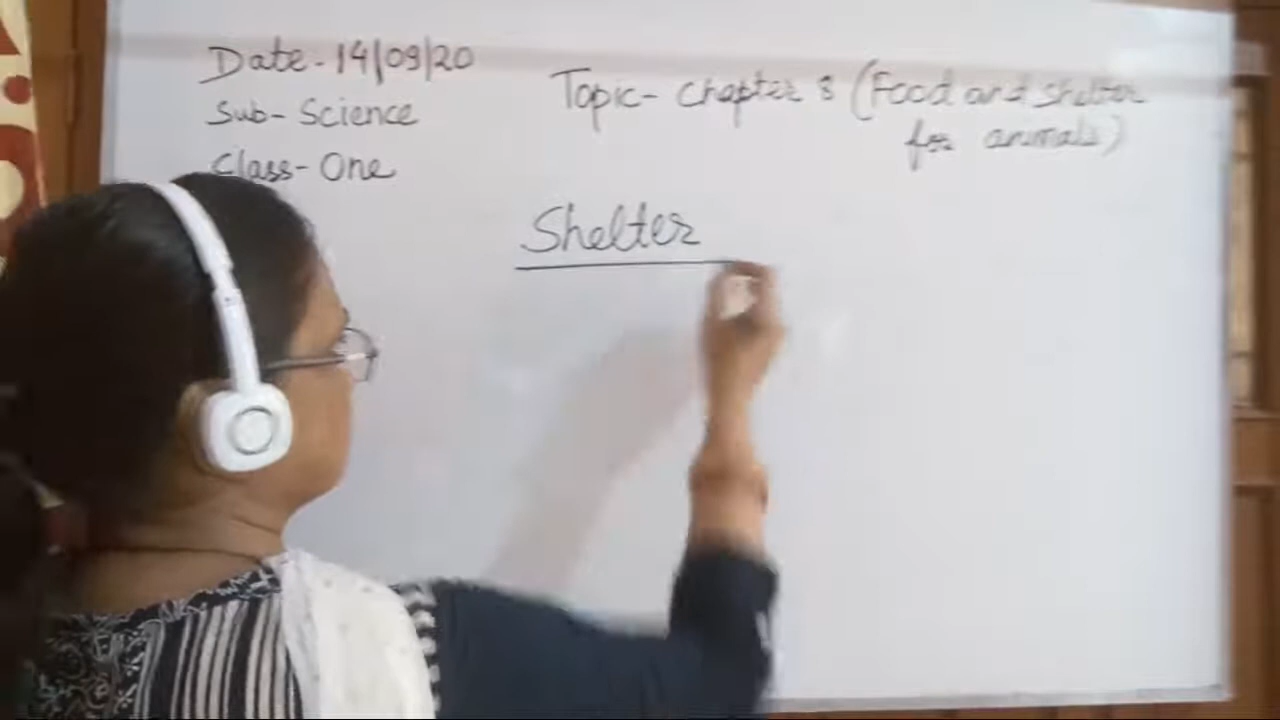 Date - 14/09/20
Sub - Science
Class - One
Topic - Chapter 8 (Food and shelter
for animals)
Shelter